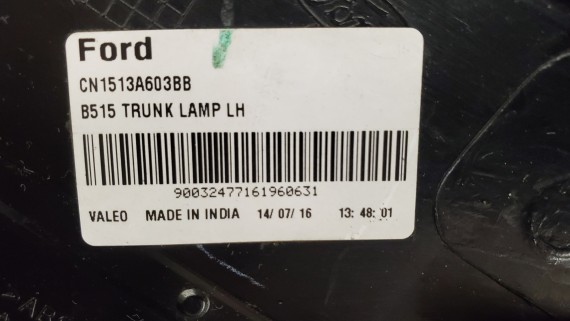 Ford
CN1513A603BB
B515 TRUNK LAMP LH
90032477161960631
VALEO MADE IN INDIA 14/ 07/ 16 13: 48: 01